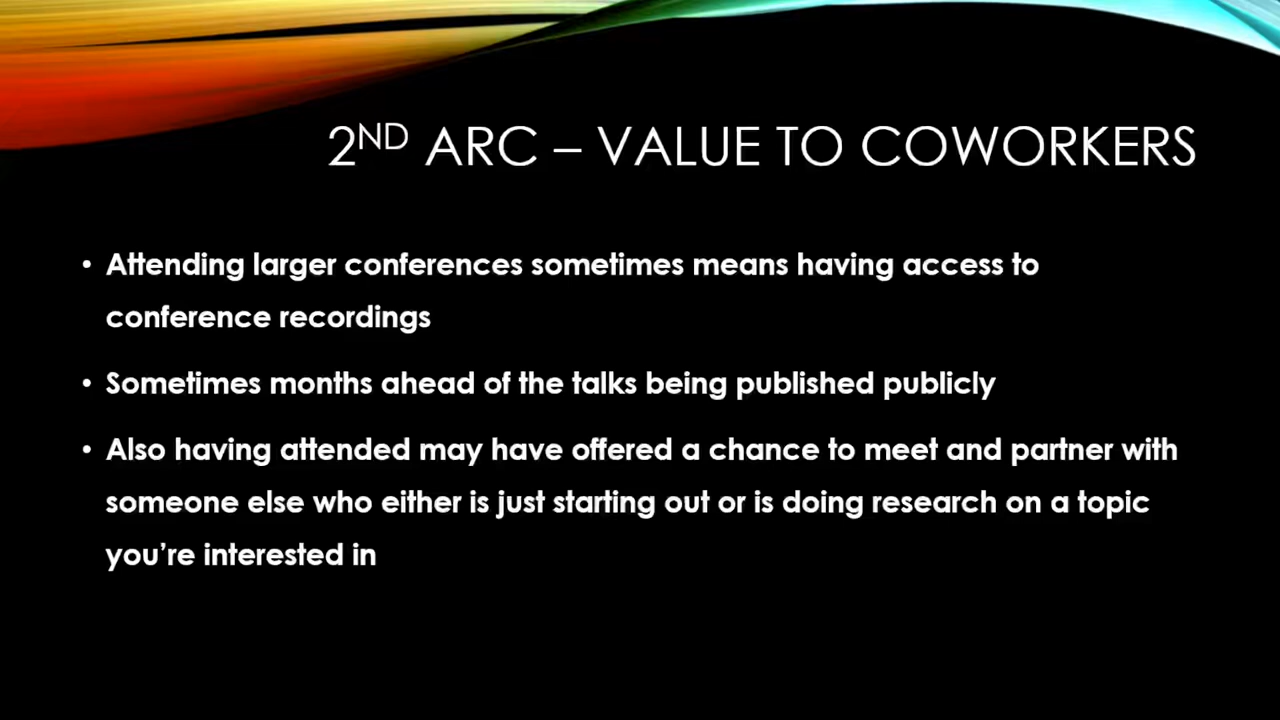 2ND ARC – VALUE TO COWORKERS
• Attending larger conferences sometimes means having access to
conference recordings
• Sometimes months ahead of the talks being published publicly
• Also having attended may have offered a chance to meet and partner with
someone else who either is just starting out or is doing research on a topic
you’re interested in